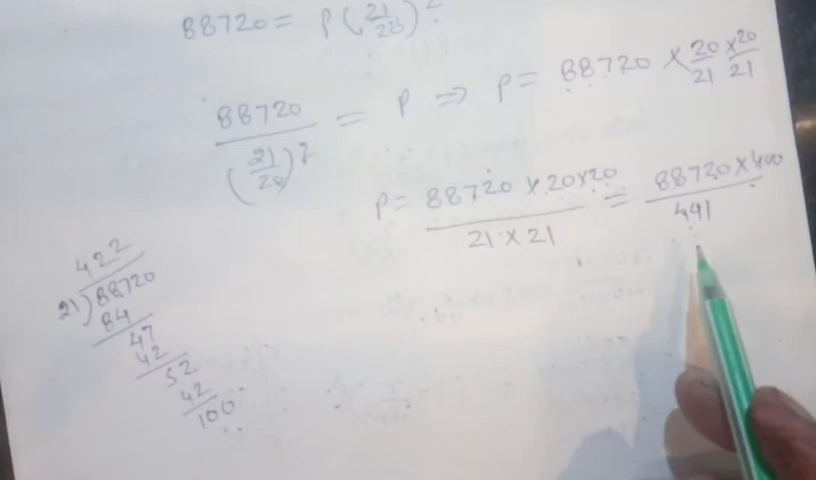 88720 = P(21/20)²
88720/(21/20)² = P ⇒ P = 88720 × 20/21 × 20/21
P = 88720 × 20×20 / 21 × 21 = 88720×400 / 441
422
21)88720
84
47
42
52
42
100